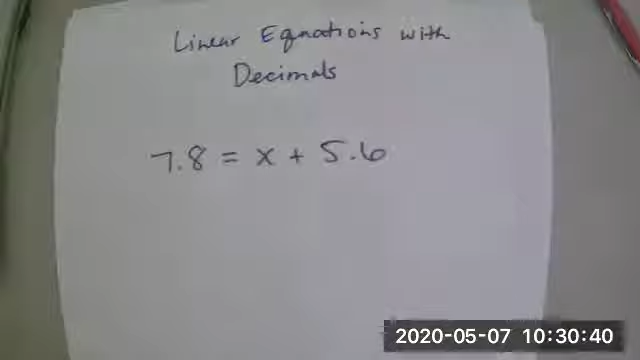 Linear Equations with
Decimals
7.8 = x + 5.6
2020-05-07 10:30:40